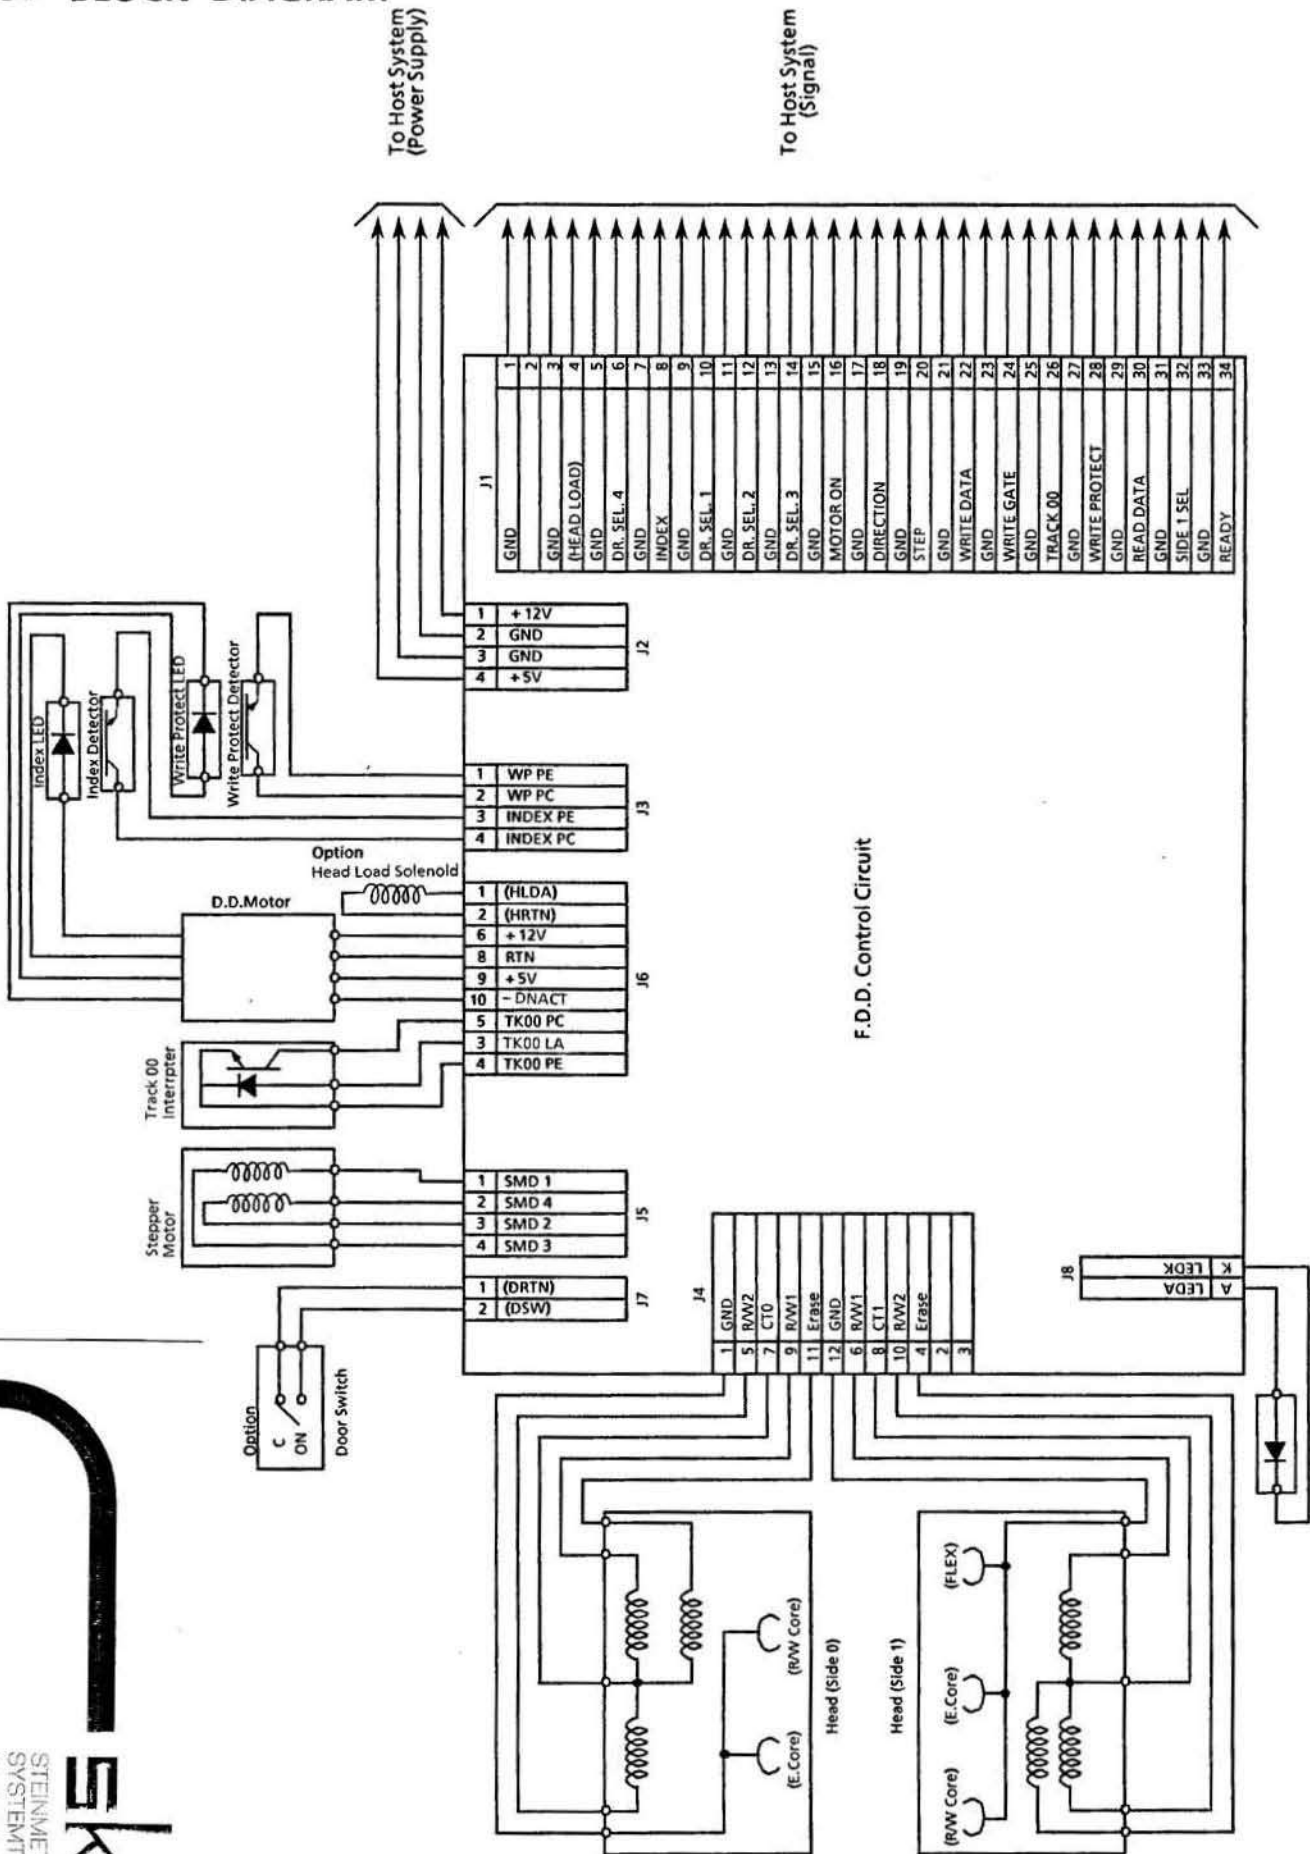 BLOCK DIAGRAM
To Host System
(Power Supply)
To Host System
(Signal)
J1
GND 1
2
GND 3
(HEAD LOAD) 4
GND 5
DR. SEL. 4 6
GND 7
INDEX 8
GND 9
DR. SEL. 1 10
GND 11
DR. SEL. 2 12
GND 13
DR. SEL. 3 14
GND 15
MOTOR ON 16
GND 17
DIRECTION 18
GND 19
STEP 20
GND 21
WRITE DATA 22
GND 23
WRITE GATE 24
GND 25
TRACK 00 26
GND 27
WRITE PROTECT 28
GND 29
READ DATA 30
GND 31
SIDE 1 SEL 32
GND 33
READY 34
Index LED
Index Detector
Write Protect LED
Write Protect Detector
1 +12V
2 GND
3 GND
4 +5V
J2
1 WP PE
2 WP PC
3 INDEX PE
4 INDEX PC
J3
Option
Head Load Solenold
D.D.Motor
1 (HLDA)
2 (HRTN)
6 +12V
8 RTN
9 +5V
10 -DNACT
5 TK00 PC
3 TK00 LA
4 TK00 PE
J6
Track 00
Interrpter
F.D.D. Control Circuit
Stepper
Motor
1 SMD 1
2 SMD 4
3 SMD 2
4 SMD 3
J5
1 (DRTN)
2 (DSW)
J7
Option
C
ON
Door Switch
J4
1 GND
5 R/W2
7 CT0
9 R/W1
11 Erase
12 GND
6 R/W1
8 CT1
10 R/W2
4 Erase
2
3
J8
LEDK K
LEDA A
(R/W Core)
(E.Core)
Head (Side 0)
Head (Side 1)
(FLEX)
(E.Core)
(R/W Core)
sk
STEINME
SYSTEMT